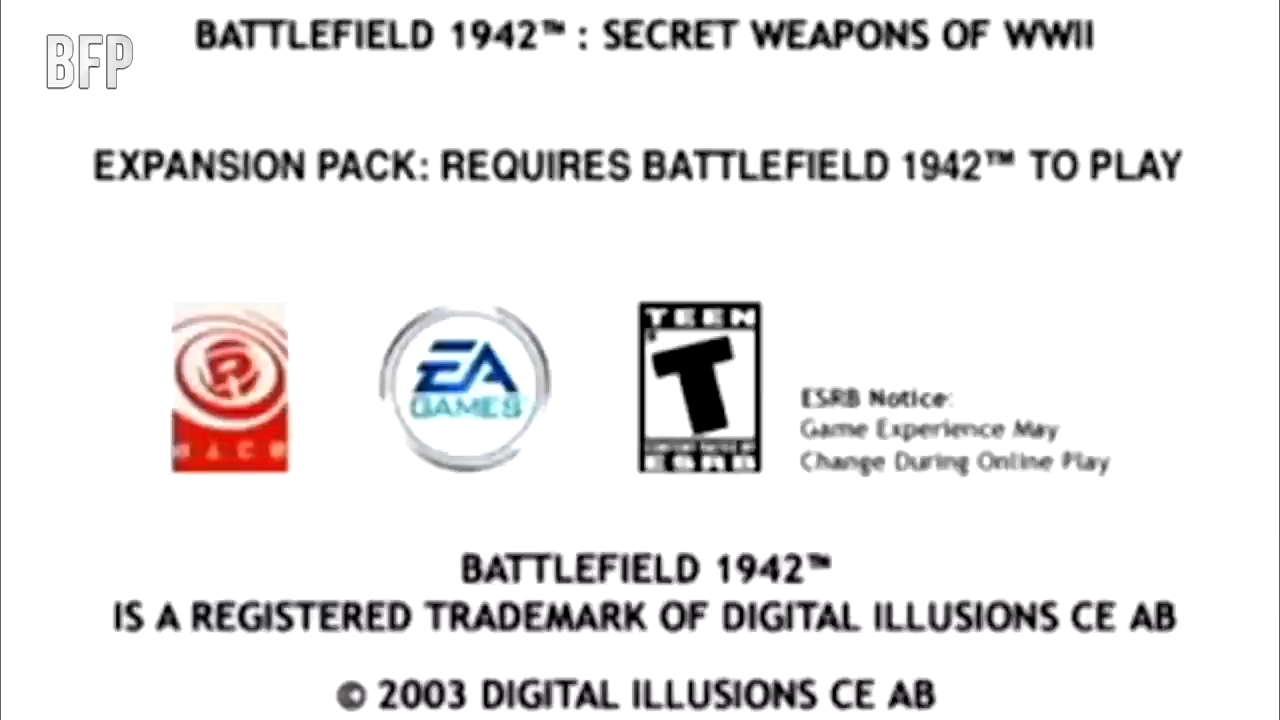 BFP
BATTLEFIELD 1942™ : SECRET WEAPONS OF WWII
EXPANSION PACK: REQUIRES BATTLEFIELD 1942™ TO PLAY
EA
GAMES
TEEN
T
ESRB
ESRB Notice:
Game Experience May
Change During Online Play
BATTLEFIELD 1942™
IS A REGISTERED TRADEMARK OF DIGITAL ILLUSIONS CE AB
© 2003 DIGITAL ILLUSIONS CE AB